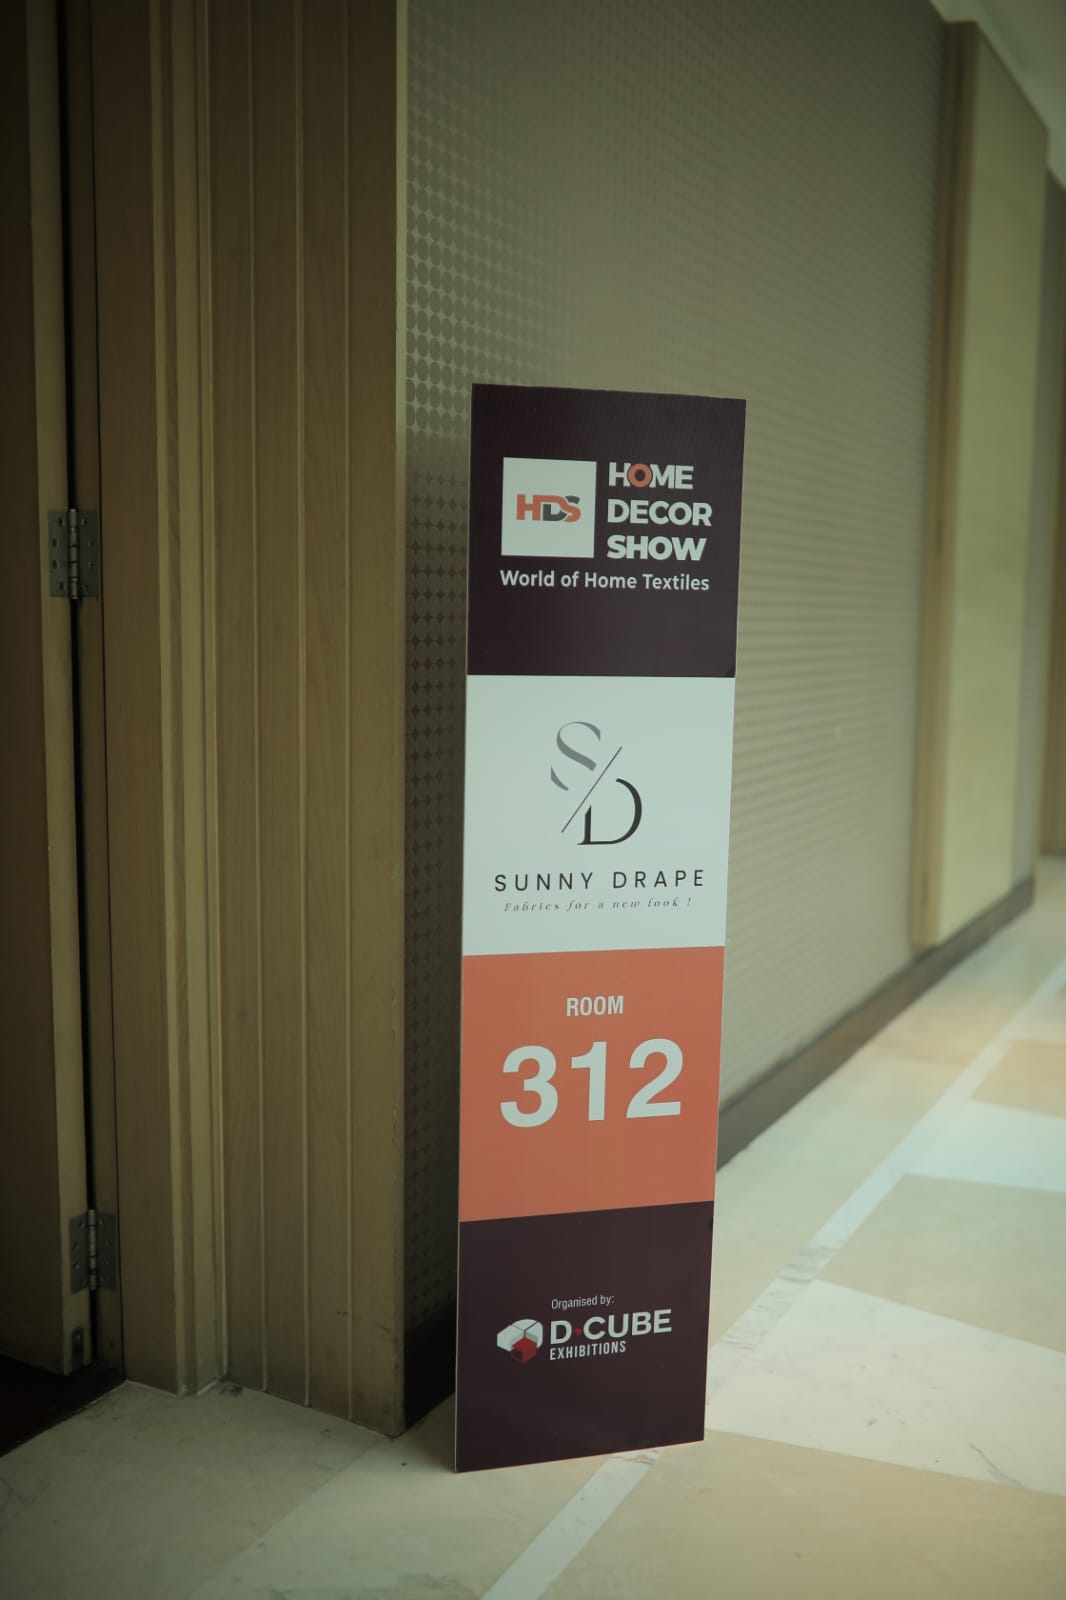 HDS
HOME
DECOR
SHOW
World of Home Textiles
SD
SUNNY DRAPE
Fabrics for a new look !
ROOM
312
Organised by:
D CUBE
EXHIBITIONS